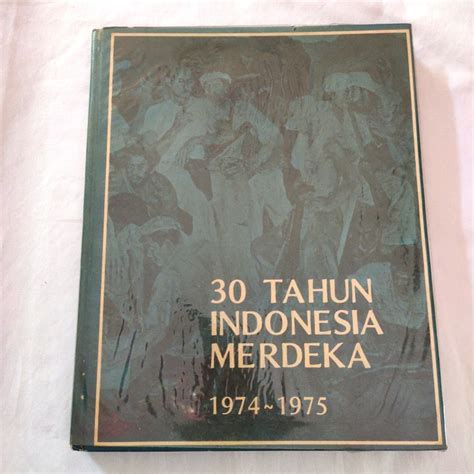 30 TAHUN
INDONESIA
MERDEKA
1974~1975